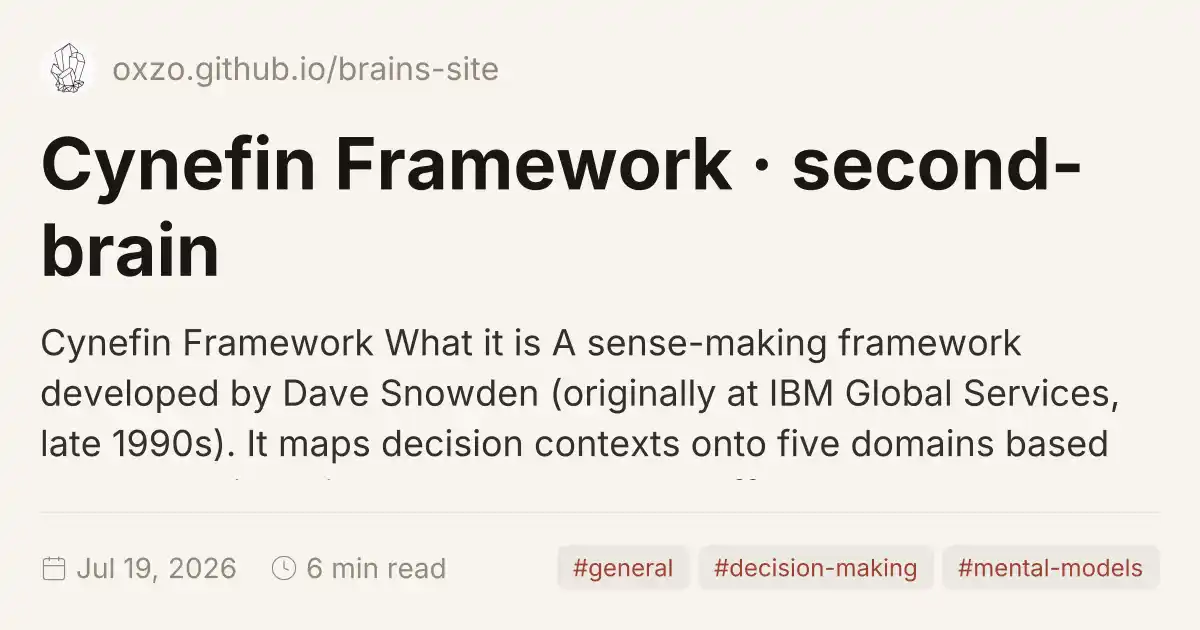 oxzo.github.io/brains-site
Cynefin Framework · second-
brain
Cynefin Framework What it is A sense-making framework
developed by Dave Snowden (originally at IBM Global Services,
late 1990s). It maps decision contexts onto five domains based
Jul 19, 2026
6 min read
#general
#decision-making
#mental-models